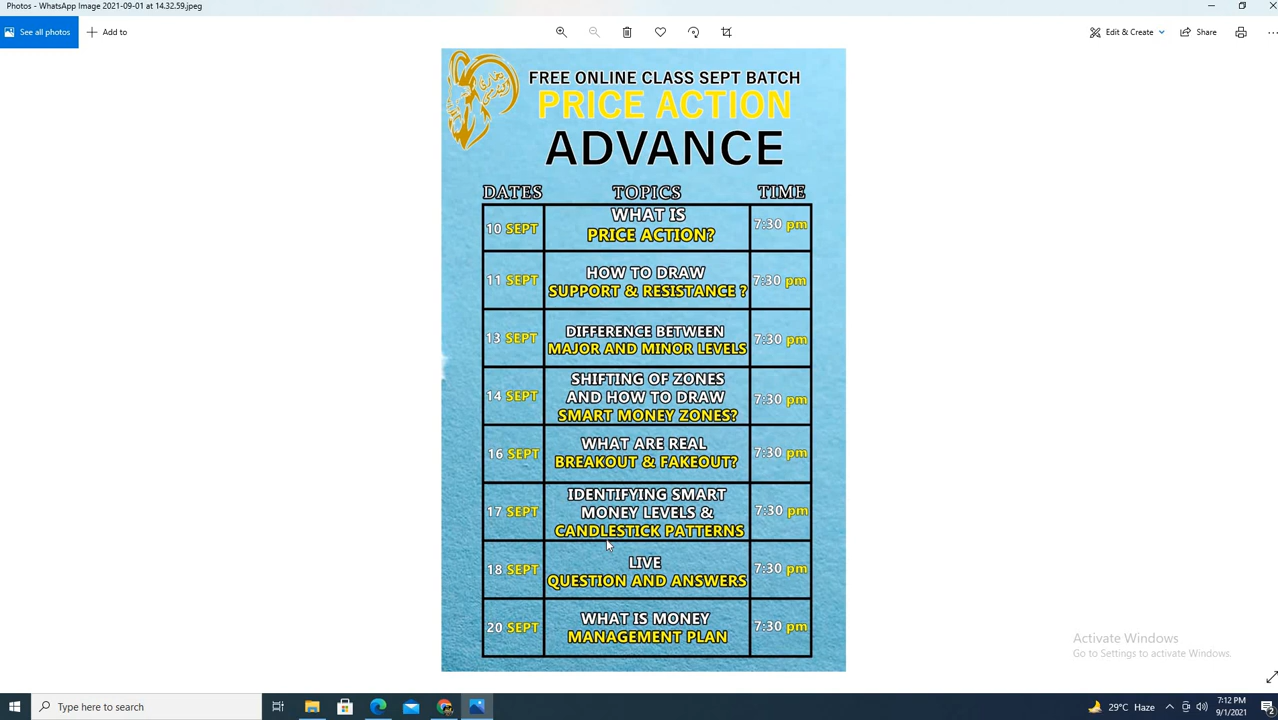 Photos - WhatsApp Image 2021-09-01 at 14.32.59.jpeg
See all photos
Add to
Edit & Create
Share
FREE ONLINE CLASS SEPT BATCH
PRICE ACTION
ADVANCE
DATES TOPICS TIME
10 SEPT
WHAT IS
PRICE ACTION?
7:30 pm
11 SEPT
HOW TO DRAW
SUPPORT & RESISTANCE ?
7:30 pm
13 SEPT
DIFFERENCE BETWEEN
MAJOR AND MINOR LEVELS
7:30 pm
14 SEPT
SHIFTING OF ZONES
AND HOW TO DRAW
SMART MONEY ZONES?
7:30 pm
16 SEPT
WHAT ARE REAL
BREAKOUT & FAKEOUT?
7:30 pm
17 SEPT
IDENTIFYING SMART
MONEY LEVELS &
CANDLESTICK PATTERNS
7:30 pm
18 SEPT
LIVE
QUESTION AND ANSWERS
7:30 pm
20 SEPT
WHAT IS MONEY
MANAGEMENT PLAN
7:30 pm
Activate Windows
Go to Settings to activate Windows.
Type here to search
29°C Haze
7:12 PM
9/1/2021